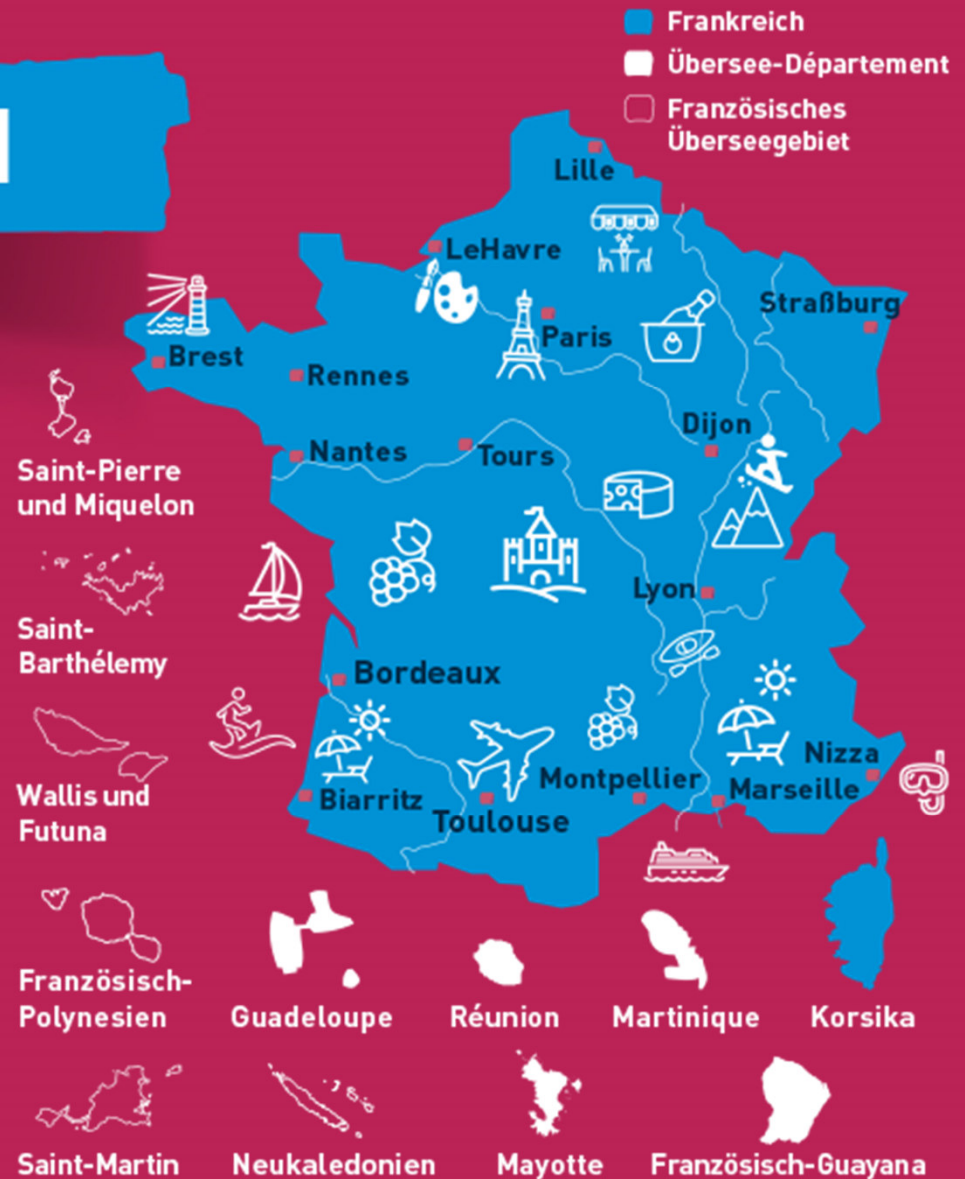 Frankreich
Übersee-Département
Französisches
Überseegebiet
Lille
LeHavre
Straßburg
Paris
Brest
Rennes
Dijon
Nantes
Tours
Saint-Pierre
und Miquelon
Lyon
Saint-
Barthélemy
Bordeaux
Nizza
Montpellier
Marseille
Biarritz
Toulouse
Wallis und
Futuna
Französisch-
Polynesien
Guadeloupe
Réunion
Martinique
Korsika
Saint-Martin
Neukaledonien
Mayotte
Französisch-Guayana